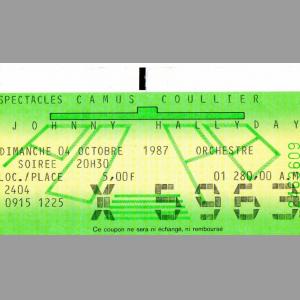 SPECTACLES CAMUS COULLIER
JOHNNY HALLYDAY
DIMANCHE 04 OCTOBRE 1987 ORCHESTRE
SOIREE 20H30
LOC./PLACE 5,00F 01 280,00 A.M
2404
0915 1225 X 5963
Ce coupon ne sera ni échangé, ni remboursé